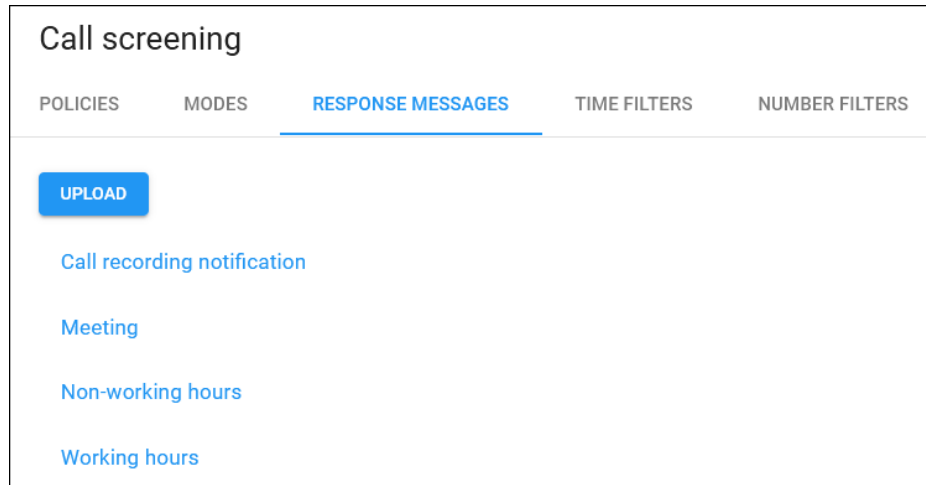 Call screening
POLICIES MODES RESPONSE MESSAGES TIME FILTERS NUMBER FILTERS
UPLOAD
Call recording notification
Meeting
Non-working hours
Working hours